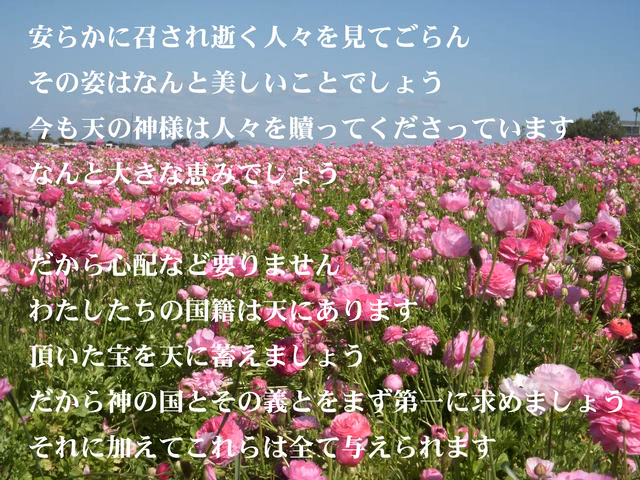 安らかに召され逝く人々を見てごらん
その姿はなんと美しいことでしょう
今も天の神様は人々を贖ってくださっています
なんと大きな恵みでしょう
だから心配など要りません
わたしたちの国籍は天にあります
頂いた宝を天に蓄えましょう
だから神の国とその義とをまず第一に求めましょう
それに加えてこれらは全て与えられます